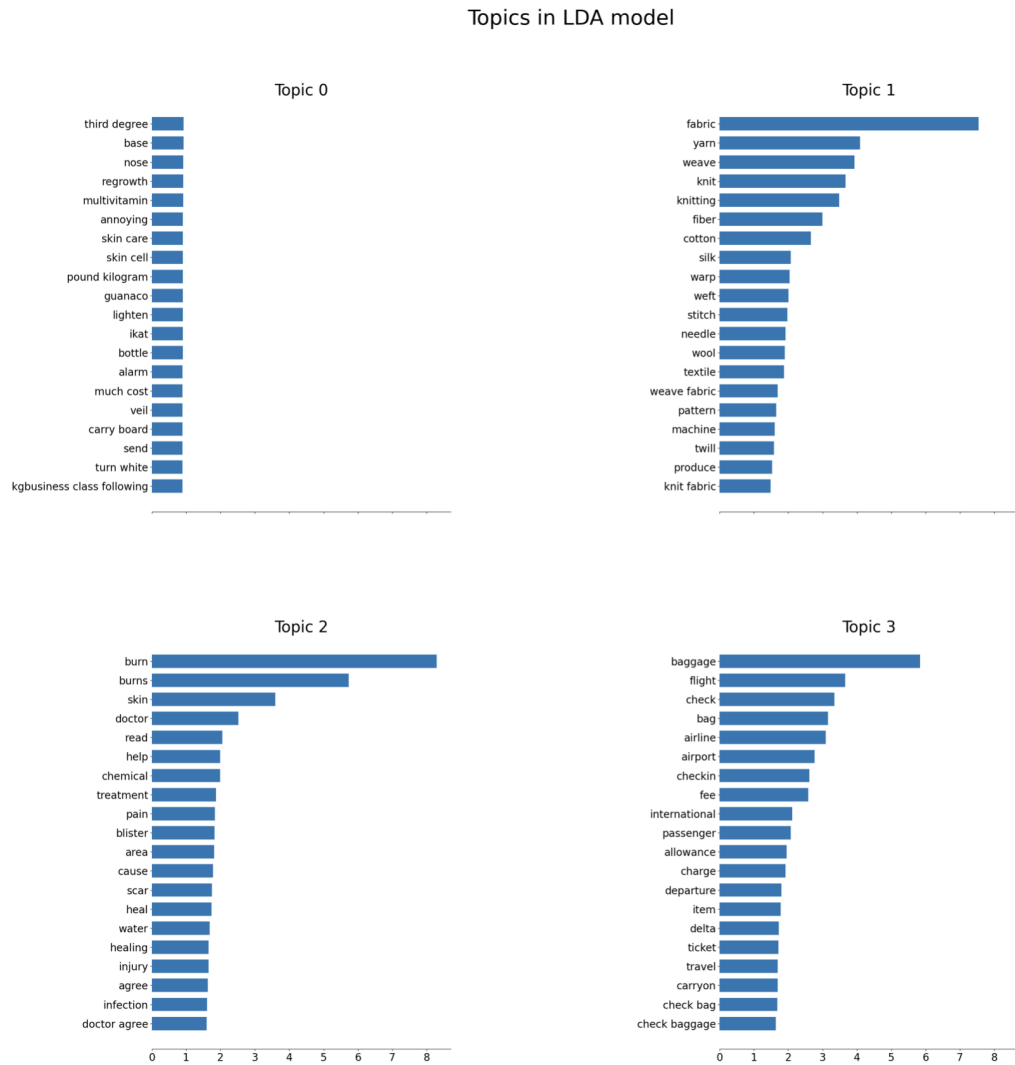 Topics in LDA model
Topic 0
third degree
base
nose
regrowth
multivitamin
annoying
skin care
skin cell
pound kilogram
guanaco
lighten
ikat
bottle
alarm
much cost
veil
carry board
send
turn white
kgbusiness class following
Topic 1
fabric
yarn
weave
knit
knitting
fiber
cotton
silk
warp
weft
stitch
needle
wool
textile
weave fabric
pattern
machine
twill
produce
knit fabric
Topic 2
burn
burns
skin
doctor
read
help
chemical
treatment
pain
blister
area
cause
scar
heal
water
healing
injury
agree
infection
doctor agree
0 1 2 3 4 5 6 7 8
Topic 3
baggage
flight
check
bag
airline
airport
checkin
fee
international
passenger
allowance
charge
departure
item
delta
ticket
travel
carryon
check bag
check baggage
0 1 2 3 4 5 6 7 8